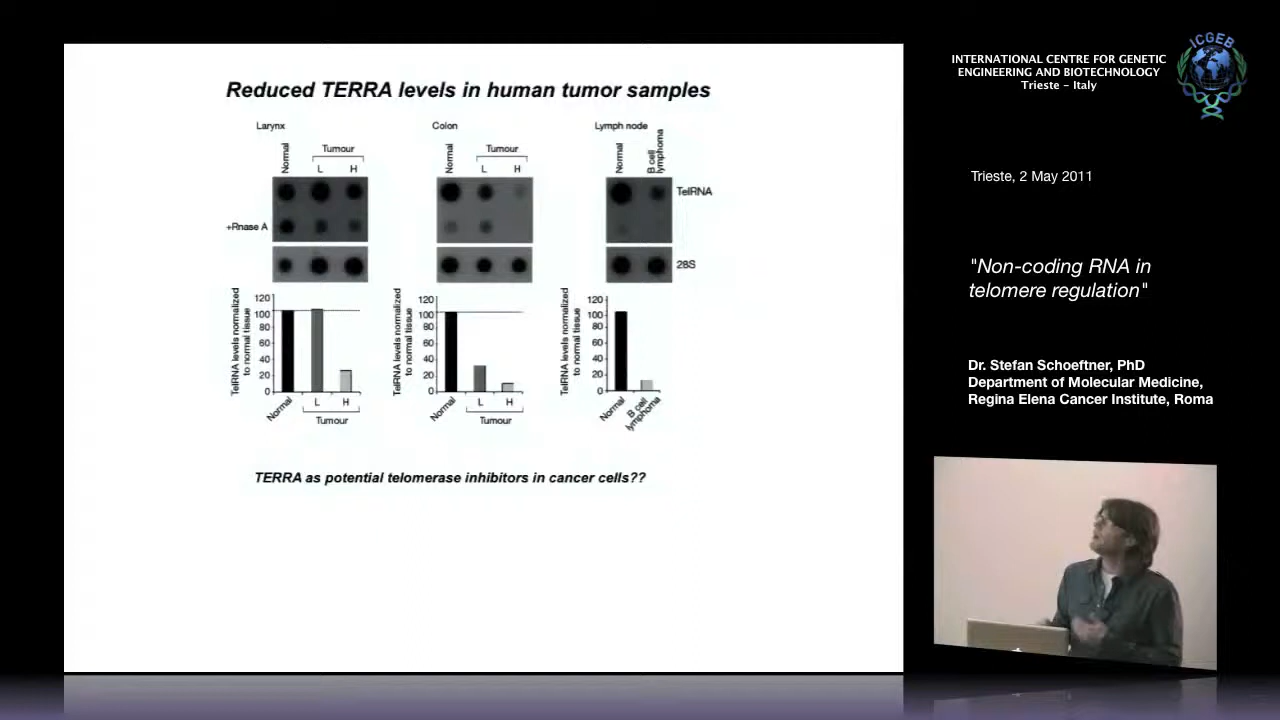 Reduced TERRA levels in human tumor samples
Larynx
Normal
Tumour
L
H
+Rnase A
Colon
Normal
Tumour
L
H
Lymph node
Normal
B cell
lymphoma
TelRNA
28S
TelRNA levels normalized
to normal tissue
120
100
80
60
40
20
0
Normal
L
H
Tumour
TelRNA levels normalized
to normal tissue
120
100
80
60
40
20
0
Normal
L
H
Tumour
TelRNA levels normalized
to normal tissue
120
100
80
60
40
20
0
Normal
B cell
lymphoma
TERRA as potential telomerase inhibitors in cancer cells??
INTERNATIONAL CENTRE FOR GENETIC
ENGINEERING AND BIOTECHNOLOGY
Trieste – Italy
ICGEB
Trieste, 2 May 2011
"Non-coding RNA in
telomere regulation"
Dr. Stefan Schoeftner, PhD
Department of Molecular Medicine,
Regina Elena Cancer Institute, Roma